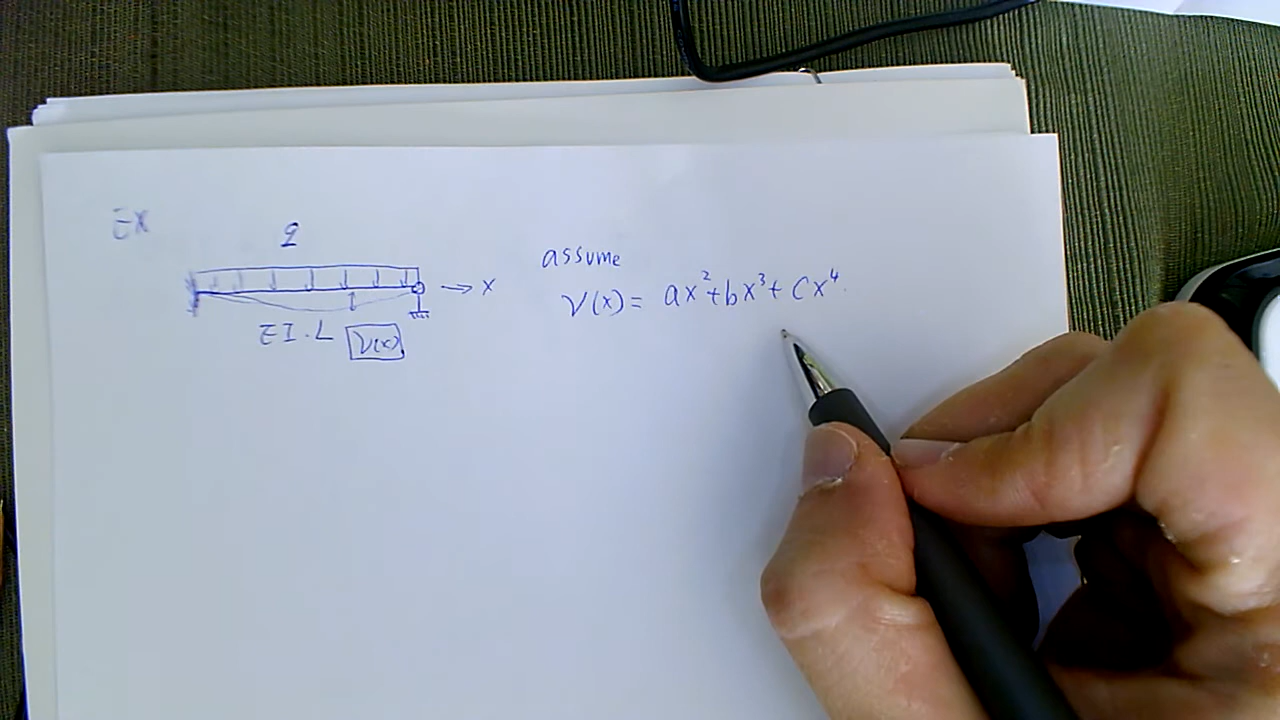 EX
q
x
EI.L V(x)
assume
V(x) = ax²+bx³+cx⁴